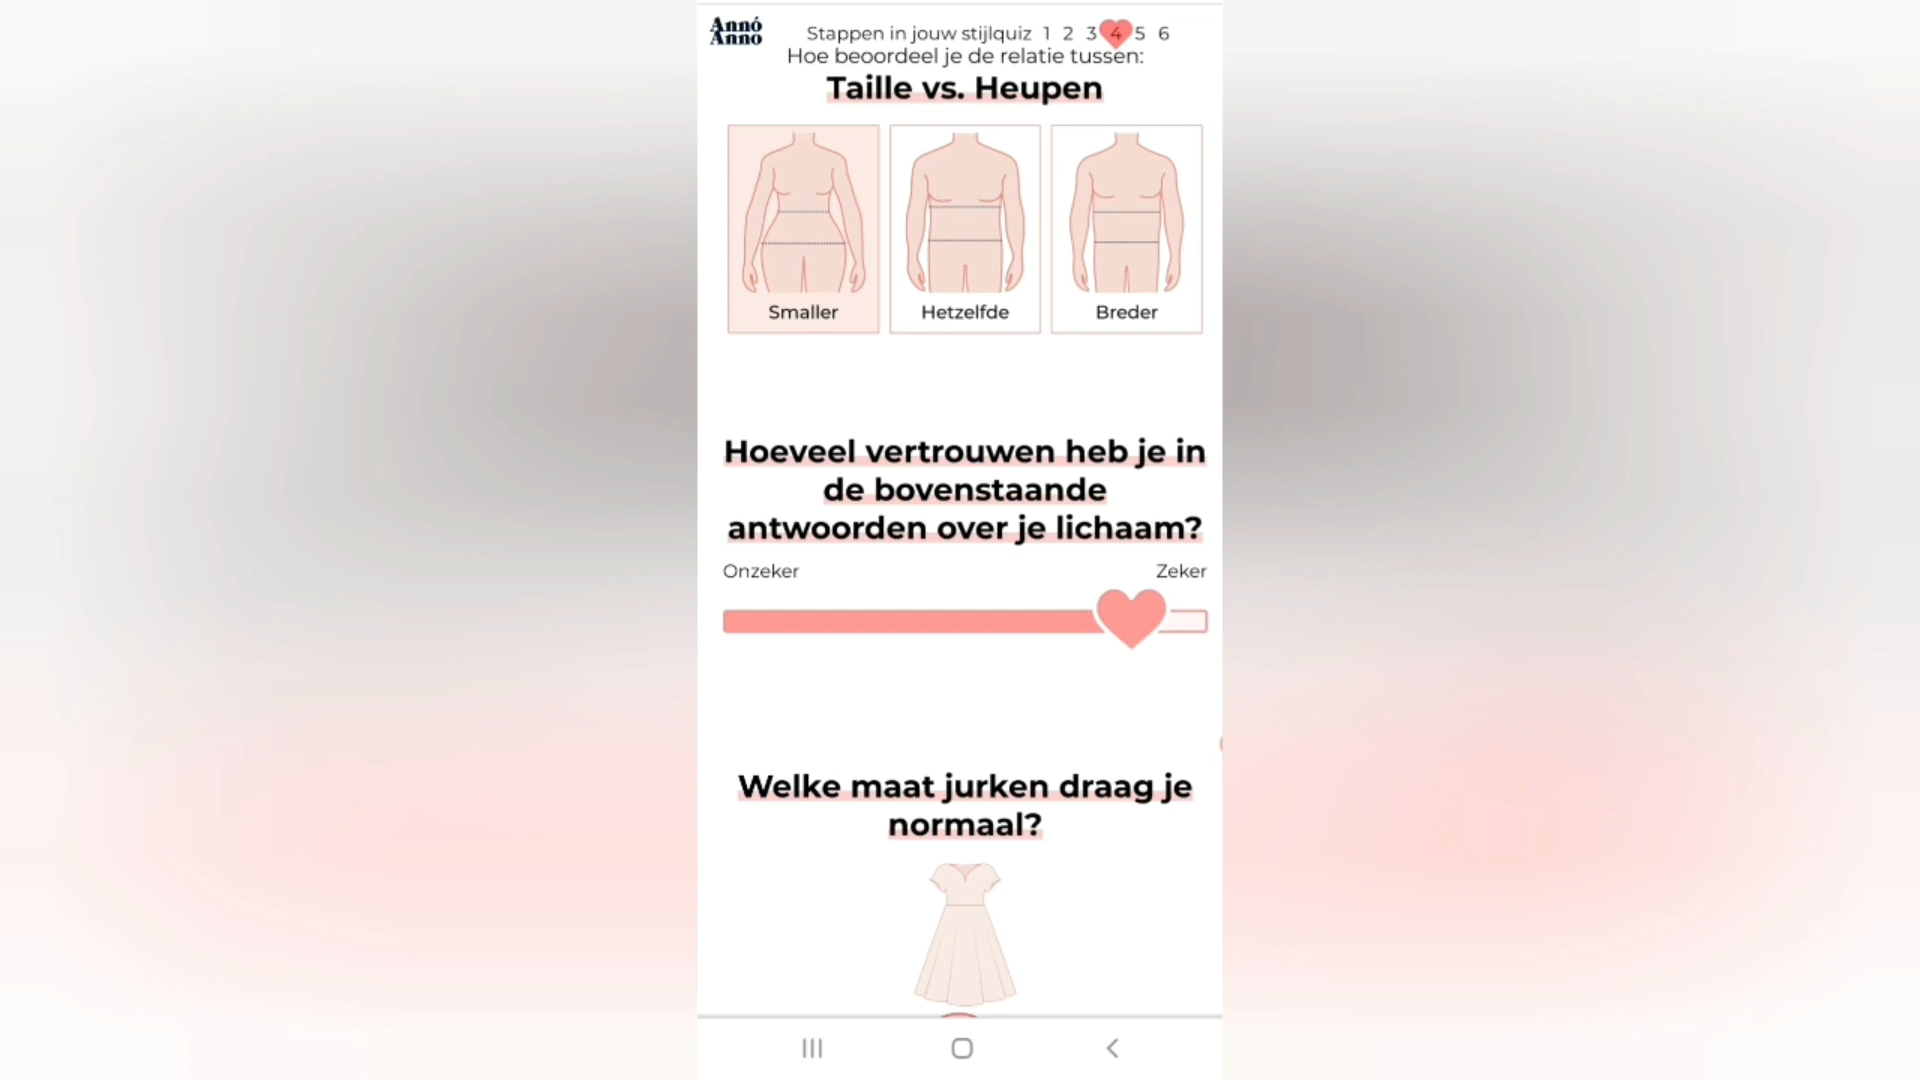 Annó
Anno
Stappen in jouw stijlquiz 1 2 3 4 5 6
Hoe beoordeel je de relatie tussen:
Taille vs. Heupen
Smaller Hetzelfde Breder
Hoeveel vertrouwen heb je in
de bovenstaande
antwoorden over je lichaam?
Onzeker Zeker
Welke maat jurken draag je
normaal?